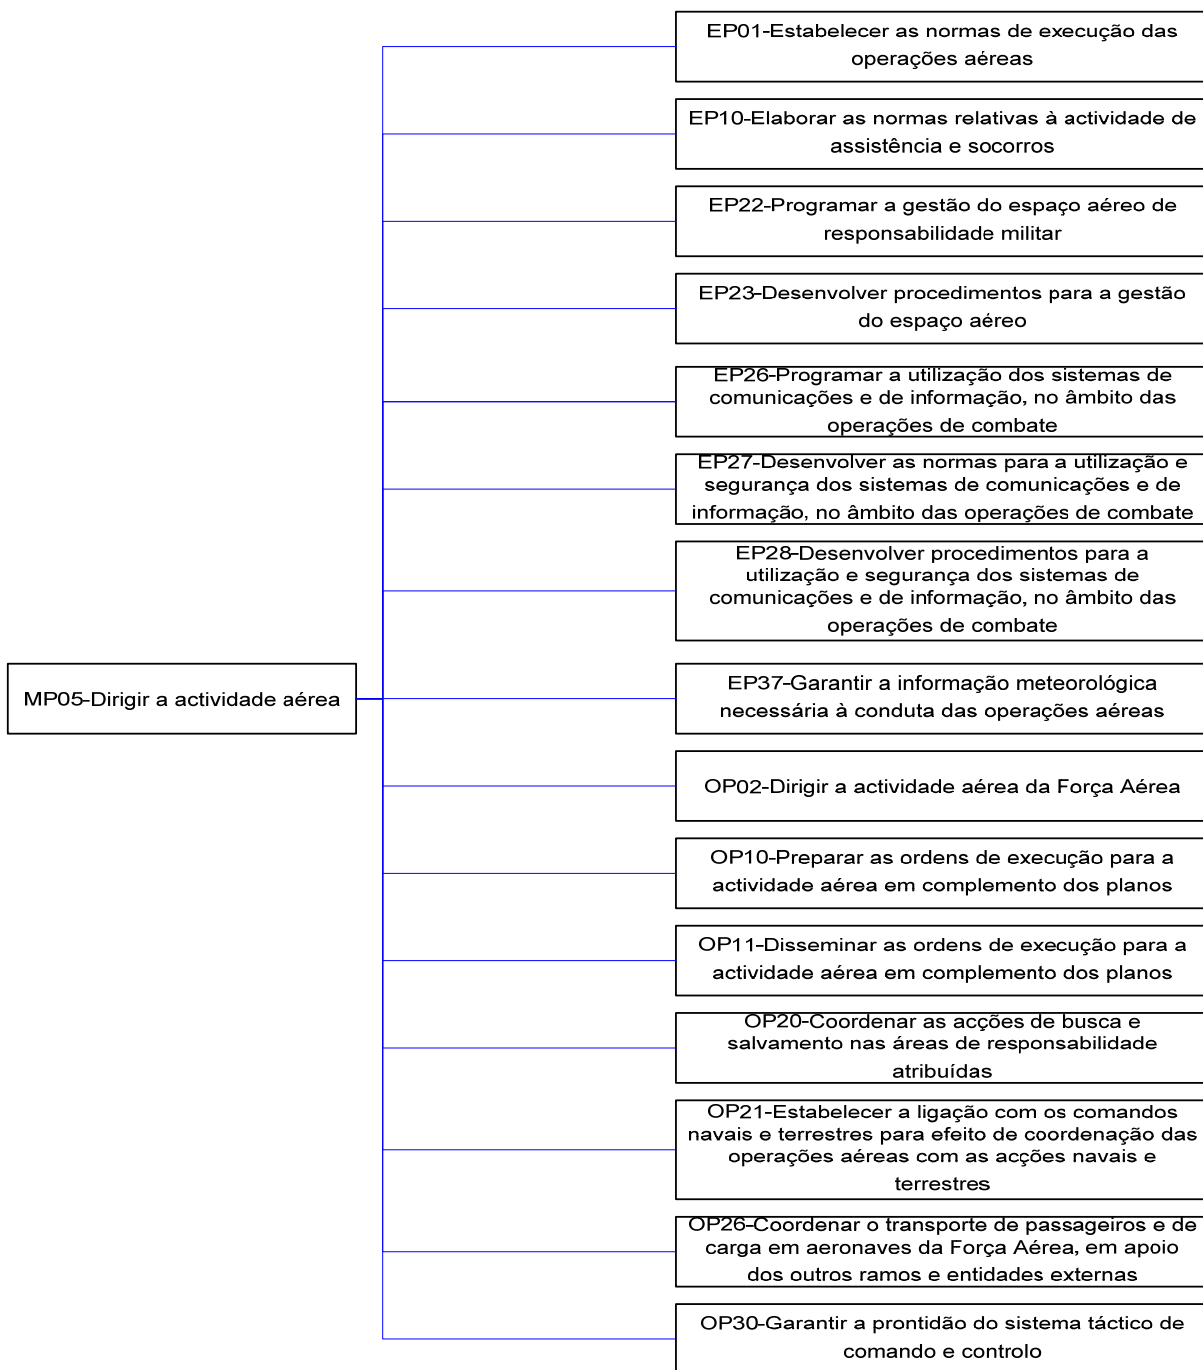 EP01-Estabelecer as normas de execução das
operações aéreas
EP10-Elaborar as normas relativas à actividade de
assistência e socorros
EP22-Programar a gestão do espaço aéreo de
responsabilidade militar
EP23-Desenvolver procedimentos para a gestão
do espaço aéreo
EP26-Programar a utilização dos sistemas de
comunicações e de informação, no âmbito das
operações de combate
EP27-Desenvolver as normas para a utilização e
segurança dos sistemas de comunicações e de
informação, no âmbito das operações de combate
EP28-Desenvolver procedimentos para a
utilização e segurança dos sistemas de
comunicações e de informação, no âmbito das
operações de combate
MP05-Dirigir a actividade aérea
EP37-Garantir a informação meteorológica
necessária à conduta das operações aéreas
OP02-Dirigir a actividade aérea da Força Aérea
OP10-Preparar as ordens de execução para a
actividade aérea em complemento dos planos
OP11-Disseminar as ordens de execução para a
actividade aérea em complemento dos planos
OP20-Coordenar as acções de busca e
salvamento nas áreas de responsabilidade
atribuídas
OP21-Estabelecer a ligação com os comandos
navais e terrestres para efeito de coordenação das
operações aéreas com as acções navais e
terrestres
OP26-Coordenar o transporte de passageiros e de
carga em aeronaves da Força Aérea, em apoio
dos outros ramos e entidades externas
OP30-Garantir a prontidão do sistema táctico de
comando e controlo